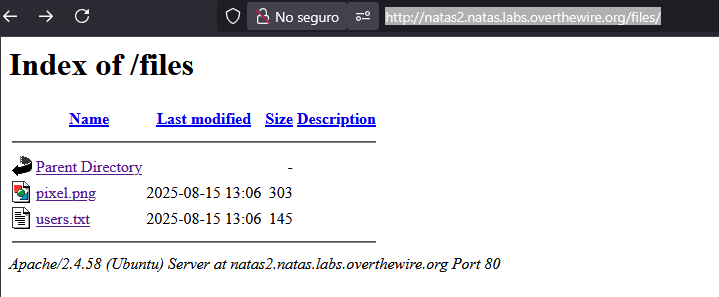 No seguro
http://natas2.natas.labs.overthewire.org/files/
Index of /files
Name Last modified Size Description
Parent Directory -
pixel.png 2025-08-15 13:06 303
users.txt 2025-08-15 13:06 145
Apache/2.4.58 (Ubuntu) Server at natas2.natas.labs.overthewire.org Port 80